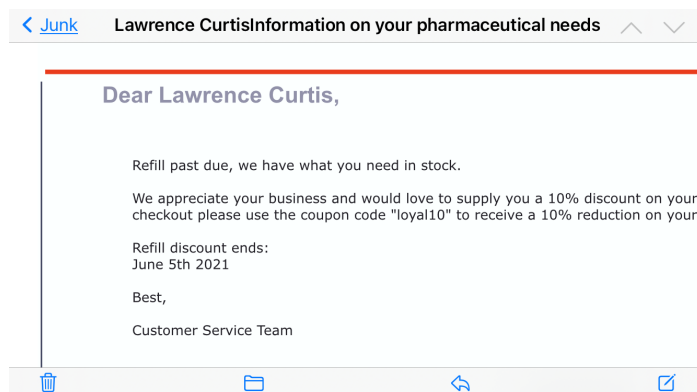 Junk
Lawrence CurtisInformation on your pharmaceutical needs
Dear Lawrence Curtis,
Refill past due, we have what you need in stock.
We appreciate your business and would love to supply you a 10% discount on your
checkout please use the coupon code "loyal10" to receive a 10% reduction on your
Refill discount ends:
June 5th 2021
Best,
Customer Service Team